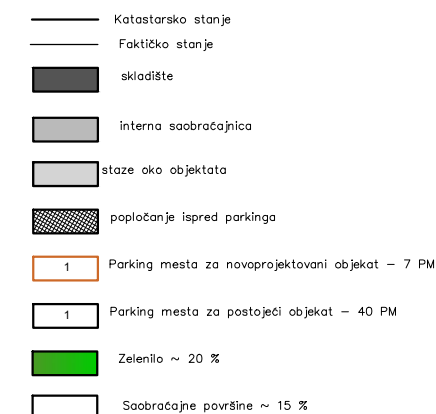 Katastarsko stanje
Faktičko stanje
skladište
interna saobraćajnica
staze oko objektata
popločanje ispred parkinga
1 Parking mesta za novoprojektovani objekat – 7 PM
1 Parking mesta za postojeći objekat – 40 PM
Zelenilo ~ 20 %
Saobraćajne površine ~ 15 %